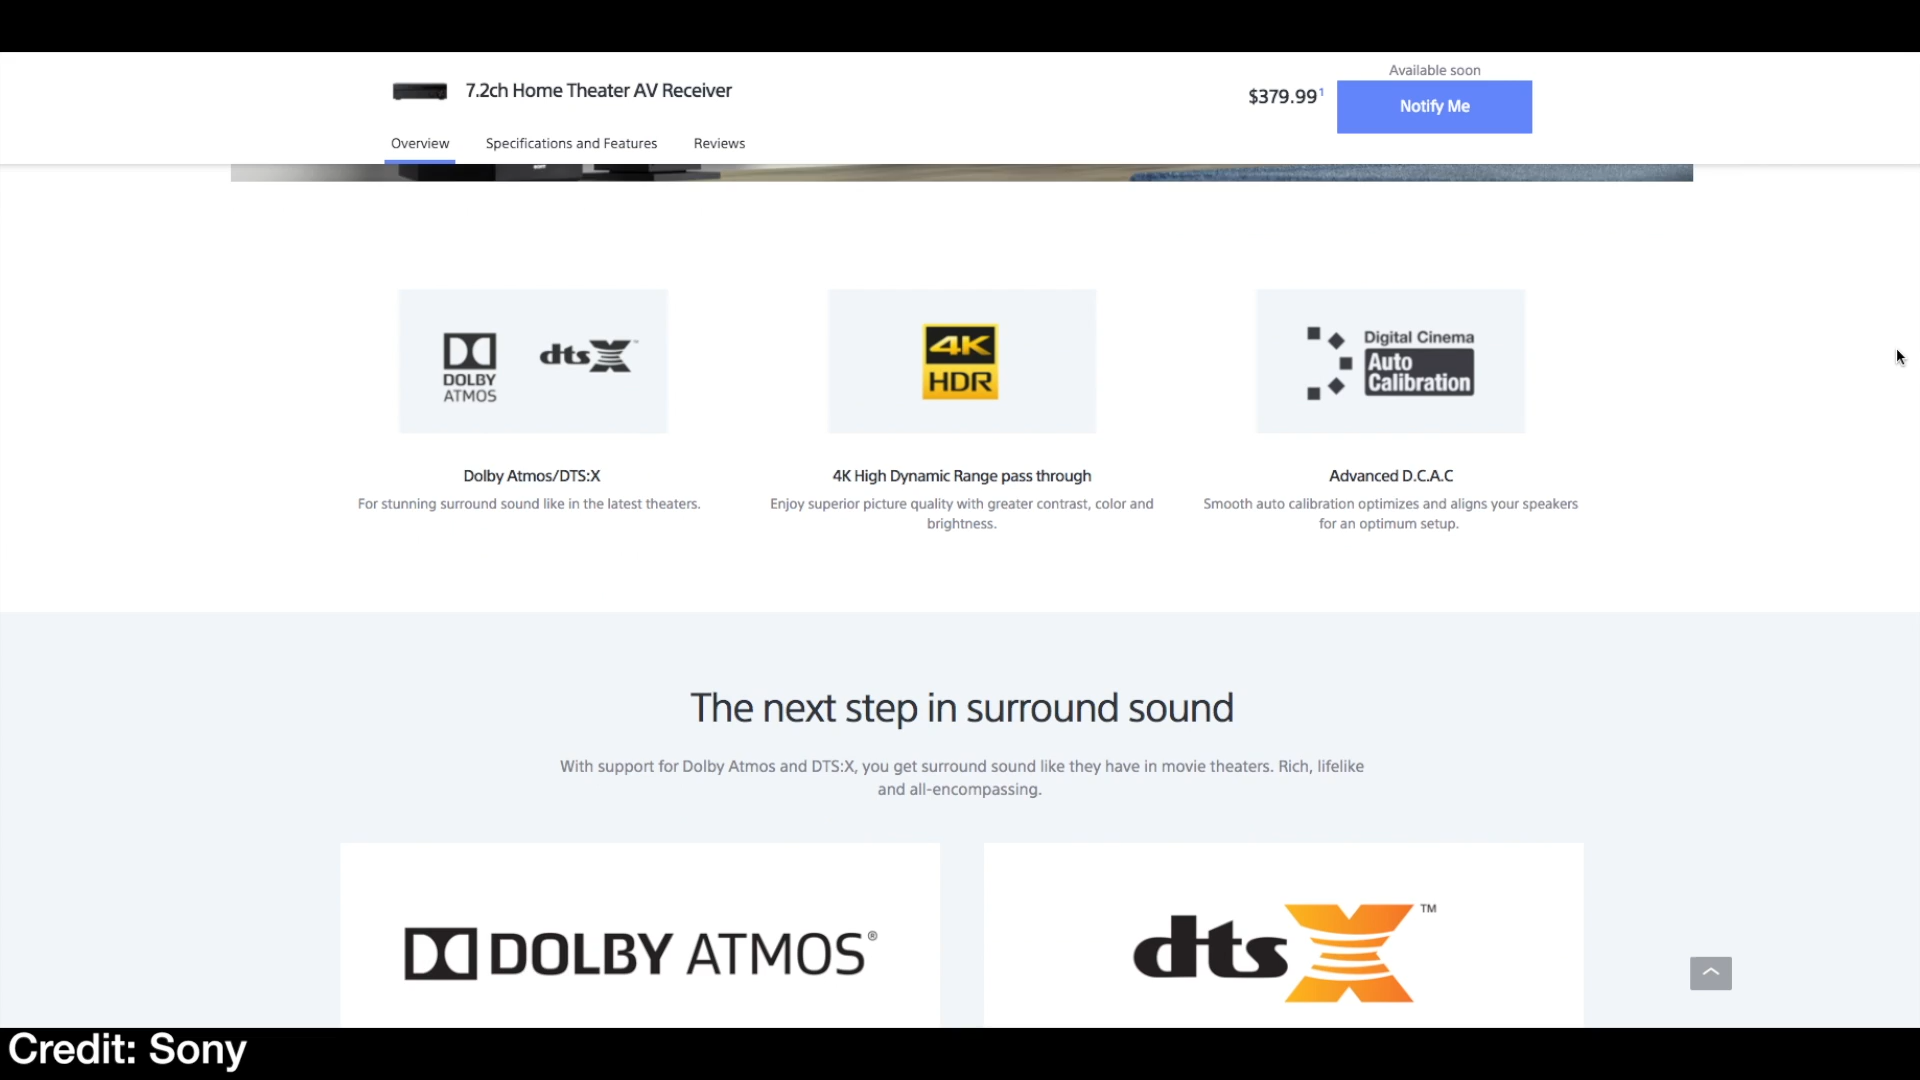 Available soon
7.2ch Home Theater AV Receiver
$379.99¹
Notify Me
Overview
Specifications and Features
Reviews
DOLBY
ATMOS
dtsX™
4K
HDR
Digital Cinema
Auto
Calibration
Dolby Atmos/DTS:X
For stunning surround sound like in the latest theaters.
4K High Dynamic Range pass through
Enjoy superior picture quality with greater contrast, color and
brightness.
Advanced D.C.A.C
Smooth auto calibration optimizes and aligns your speakers
for an optimum setup.
The next step in surround sound
With support for Dolby Atmos and DTS:X, you get surround sound like they have in movie theaters. Rich, lifelike
and all-encompassing.
DOLBY ATMOS®
dtsX™
Credit: Sony